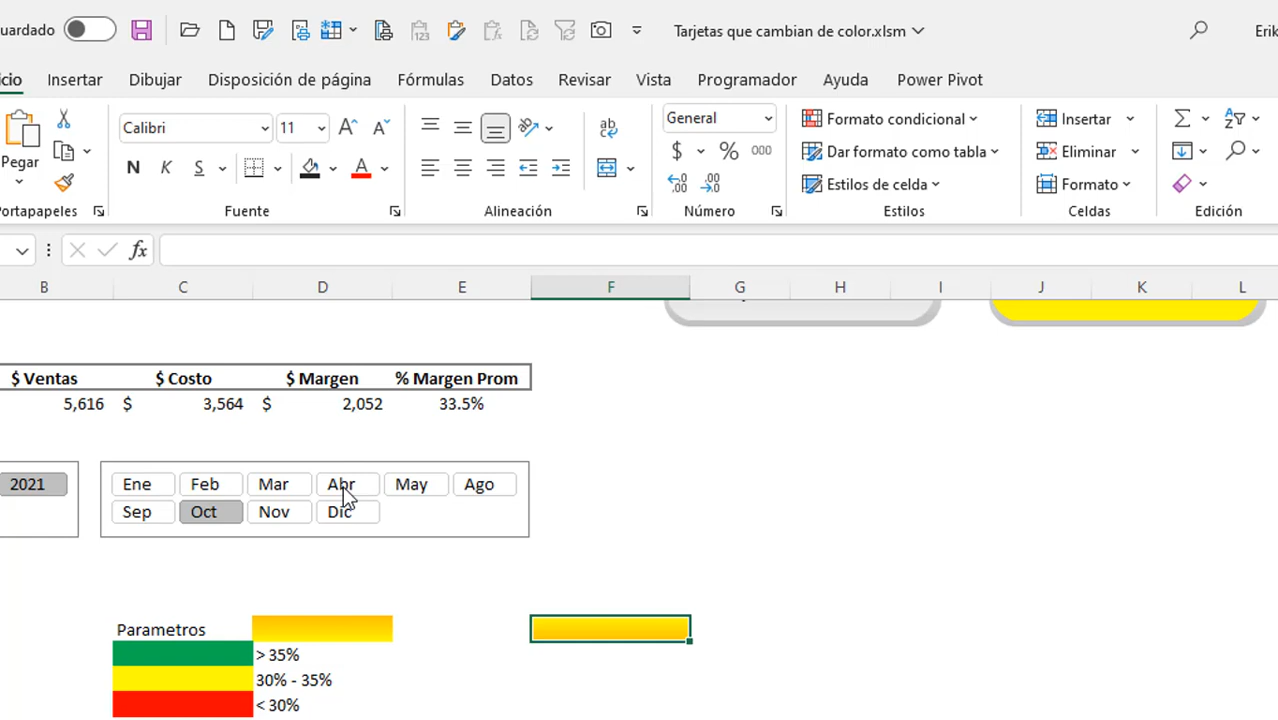 uardado Tarjetas que cambian de color.xlsm Erik
icio Insertar Dibujar Disposición de página Fórmulas Datos Revisar Vista Programador Ayuda Power Pivot
Calibri 11 General Formato condicional Insertar
Pegar N K S A ab $ % 000 Dar formato como tabla Eliminar
Estilos de celda Formato
ortapapeles Fuente Alineación Número Estilos Celdas Edición
fx
B C D E F G H I J K L
$ Ventas $ Costo $ Margen % Margen Prom
5,616 $ 3,564 $ 2,052 33.5%
2021 Ene Feb Mar Abr May Ago
Sep Oct Nov Dic
Parametros
> 35%
30% - 35%
< 30%